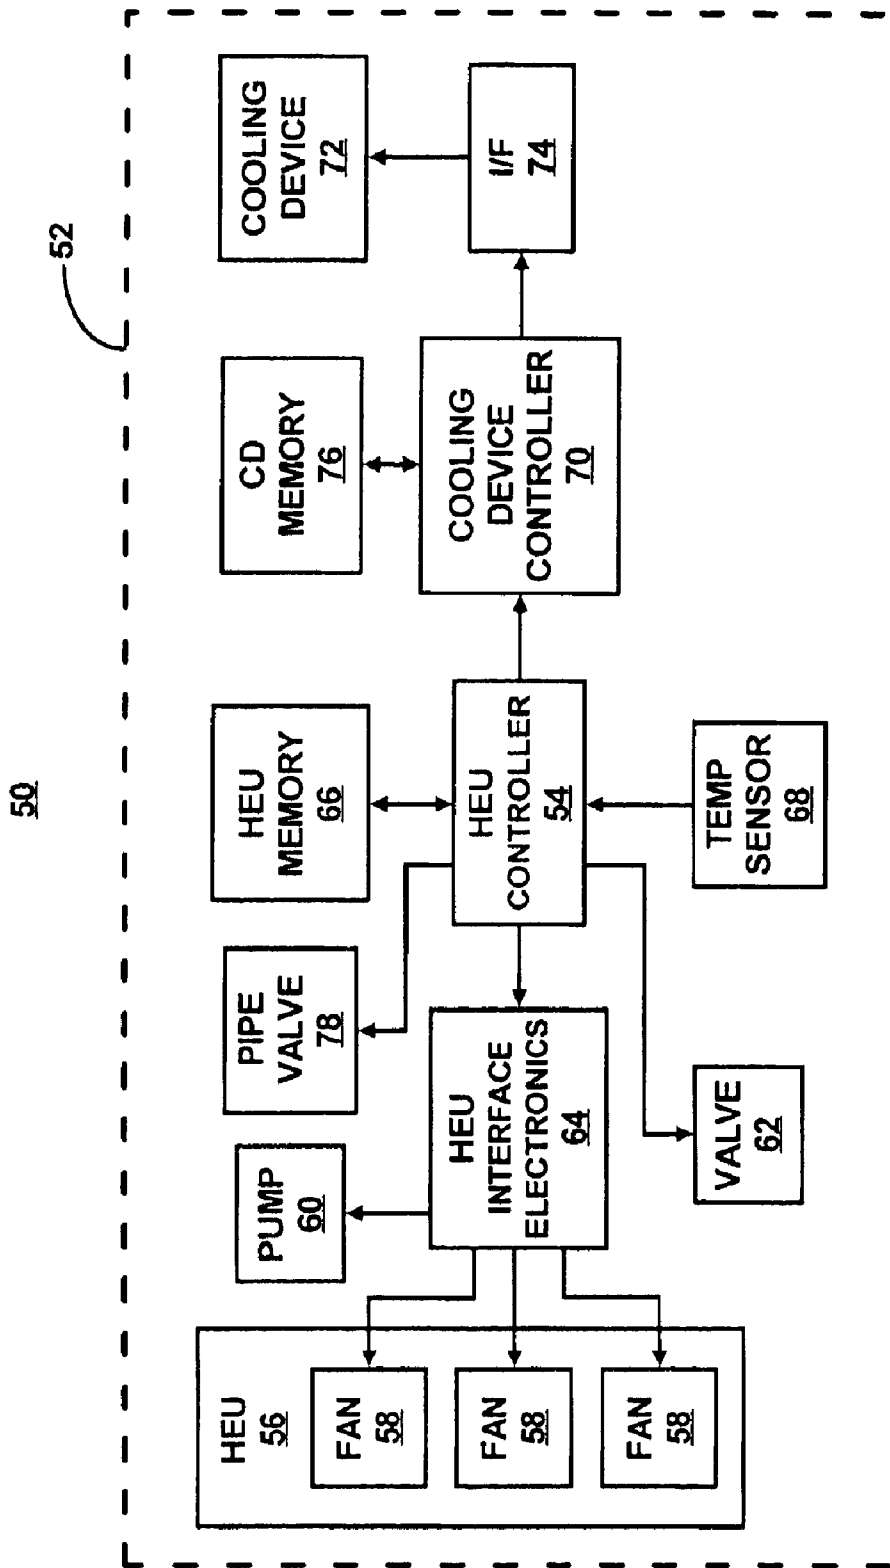 50
52
HEU
56
FAN
58
FAN
58
FAN
58
PUMP
60
PIPE
VALVE
78
HEU
MEMORY
66
CD
MEMORY
76
COOLING
DEVICE
72
HEU
INTERFACE
ELECTRONICS
64
HEU
CONTROLLER
54
COOLING
DEVICE
CONTROLLER
70
I/F
74
VALVE
62
TEMP
SENSOR
68